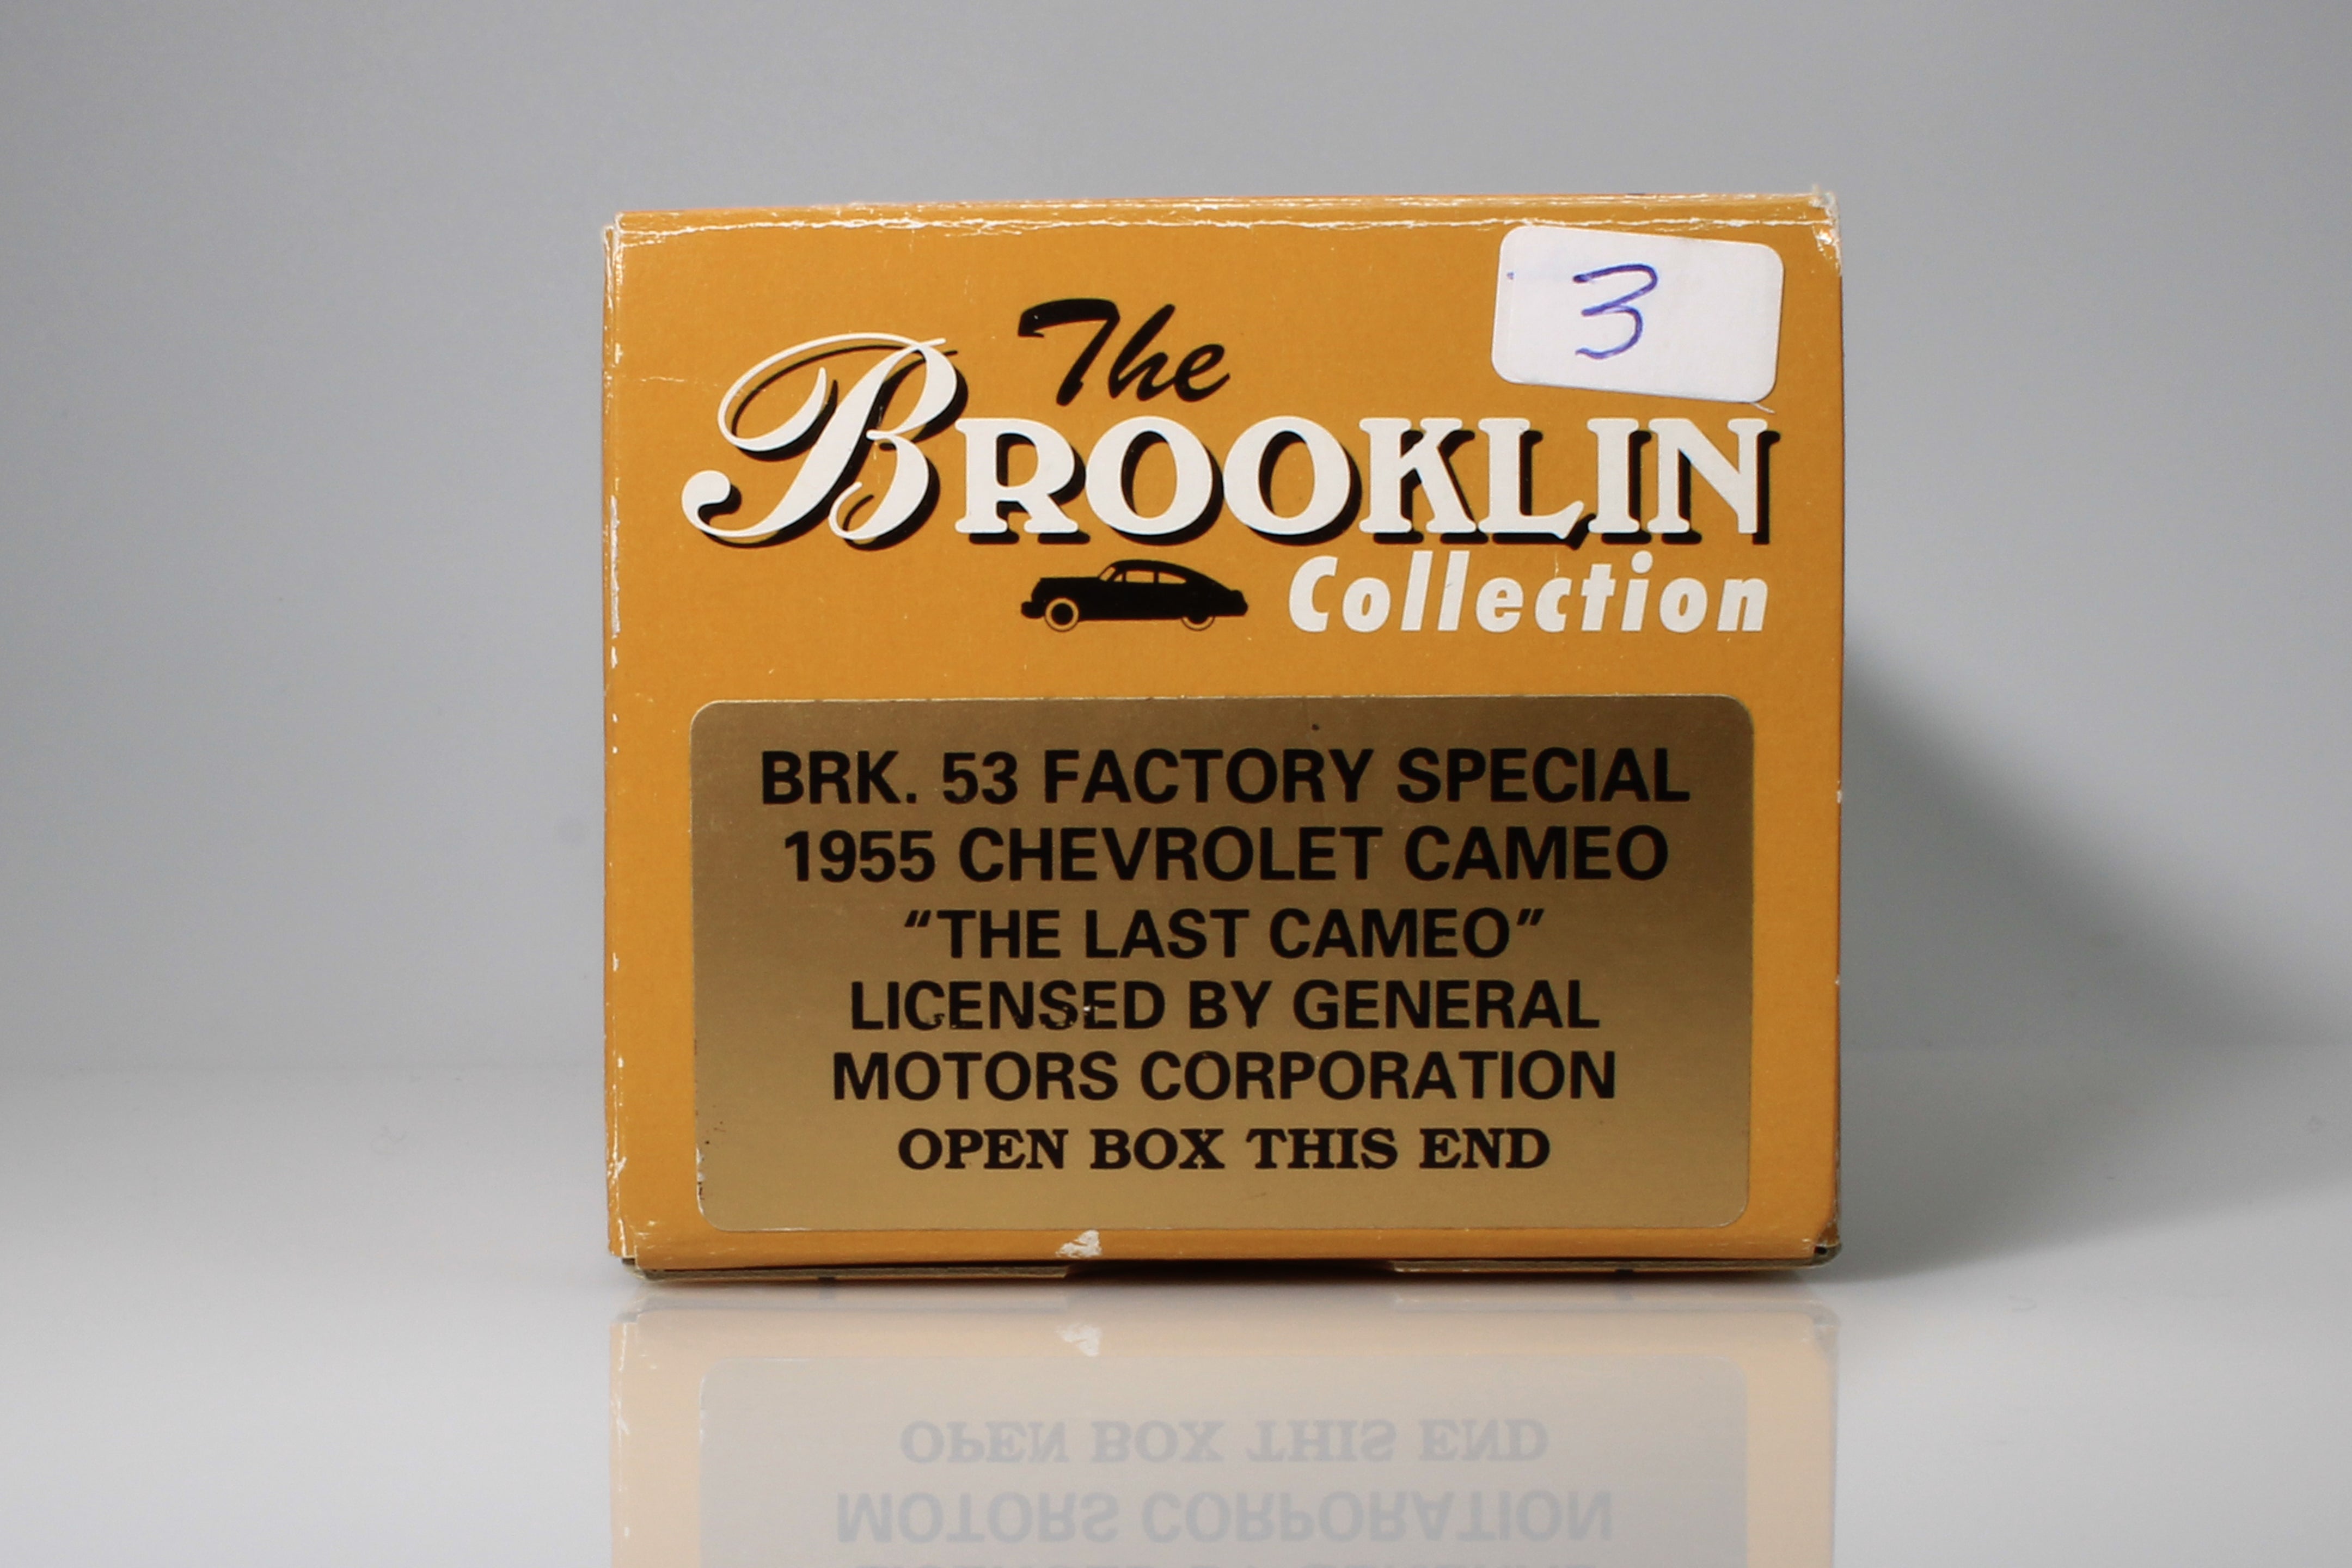 3
The
BROOKLIN
Collection
BRK. 53 FACTORY SPECIAL
1955 CHEVROLET CAMEO
“THE LAST CAMEO”
LICENSED BY GENERAL
MOTORS CORPORATION
OPEN BOX THIS END